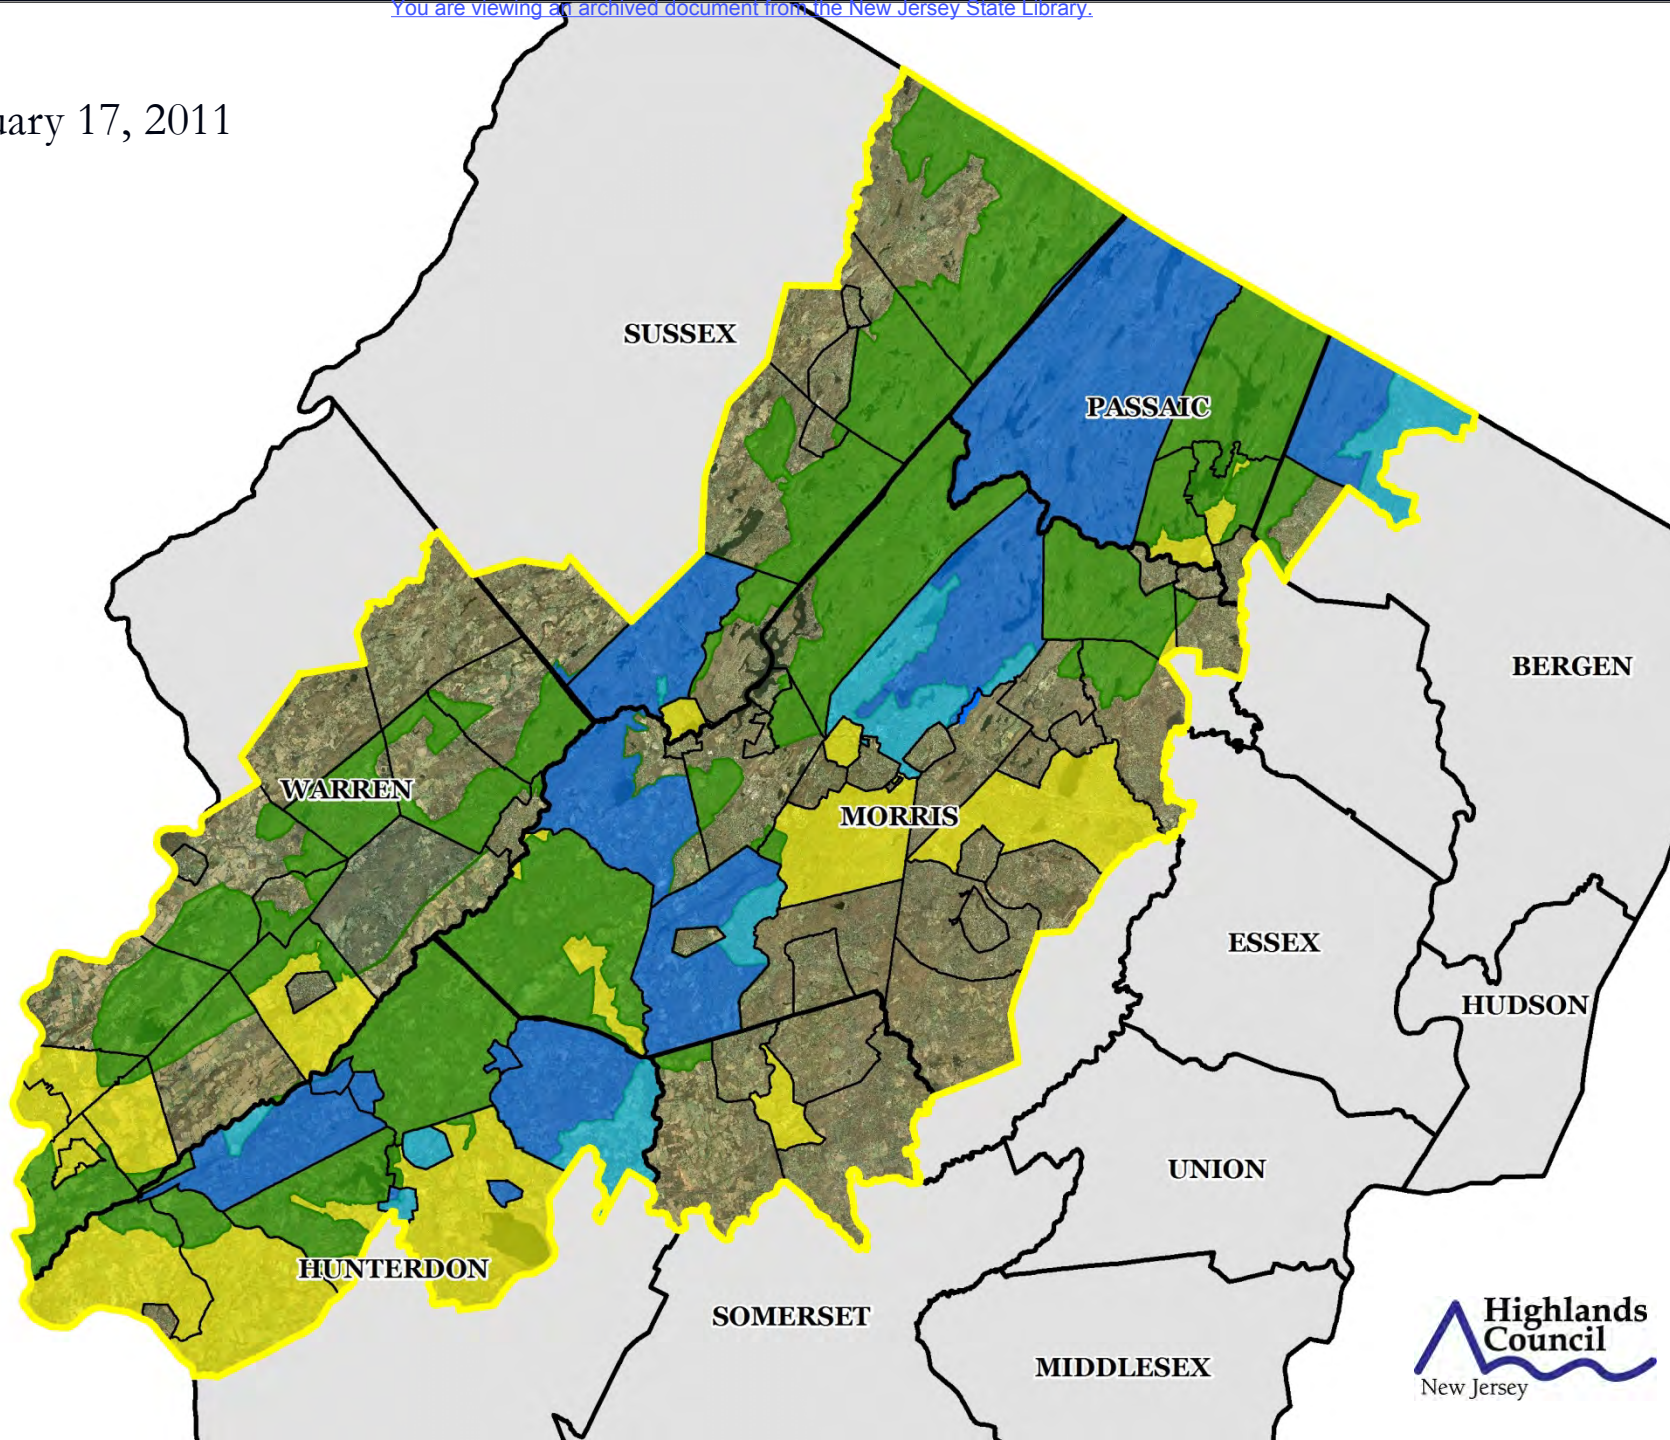 You are viewing an archived document from the New Jersey State Library.
17, 2011
SUSSEX
PASSAIC
BERGEN
WARREN
MORRIS
ESSEX
HUDSON
UNION
HUNTERDON
SOMERSET
MIDDLESEX
Highlands
Council
New Jersey